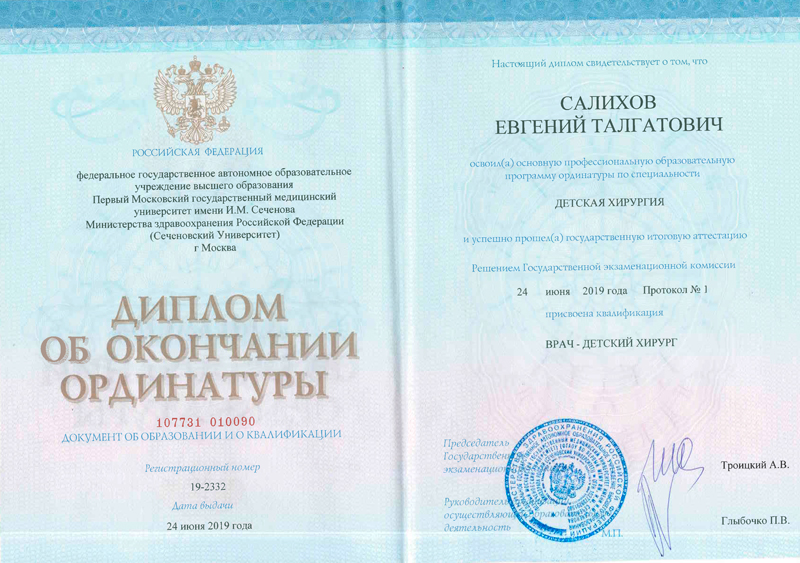 РОССИЙСКАЯ ФЕДЕРАЦИЯ
федеральное государственное автономное образовательное
учреждение высшего образования
Первый Московский государственный медицинский
университет имени И.М. Сеченова
Министерства здравоохранения Российской Федерации
(Сеченовский Университет)
г Москва
ДИПЛОМ
ОБ ОКОНЧАНИИ
ОРДИНАТУРЫ
107731 010090
ДОКУМЕНТ ОБ ОБРАЗОВАНИИ И О КВАЛИФИКАЦИИ
Регистрационный номер
19-2332
Дата выдачи
24 июня 2019 года
Настоящий диплом свидетельствует о том, что
САЛИХОВ
ЕВГЕНИЙ ТАЛГАТОВИЧ
освоил(а) основную профессиональную образовательную
программу ординатуры по специальности
ДЕТСКАЯ ХИРУРГИЯ
и успешно прошел(а) государственную итоговую аттестацию
Решением Государственной экзаменационной комиссии
24 июня 2019 года Протокол № 1
присвоена квалификация
ВРАЧ - ДЕТСКИЙ ХИРУРГ
Председатель
Троицкий А.В.
Глыбочко П.В.
деятельность
М.П.